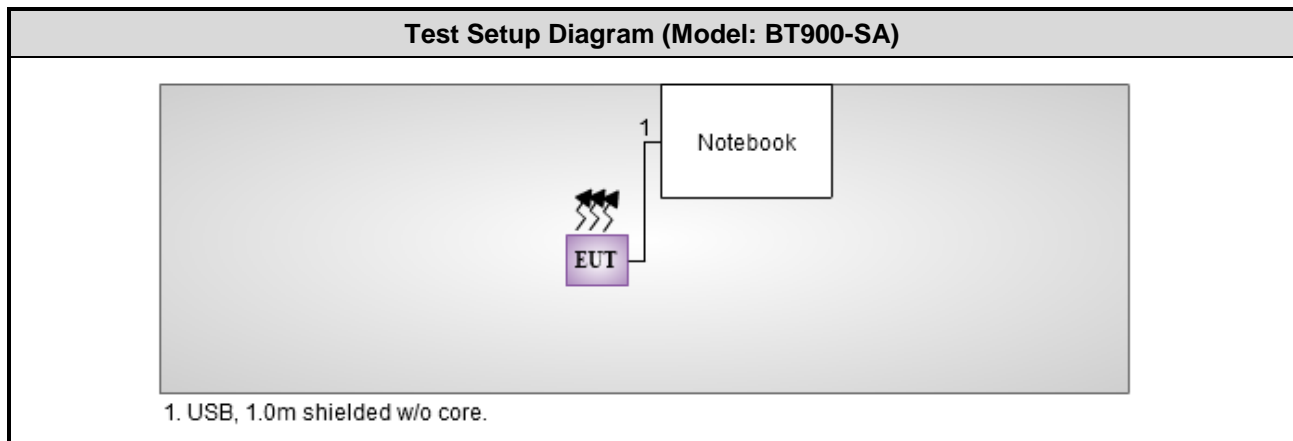 Test Setup Diagram (Model: BT900-SA)
1
Notebook
EUT
1. USB, 1.0m shielded w/o core.